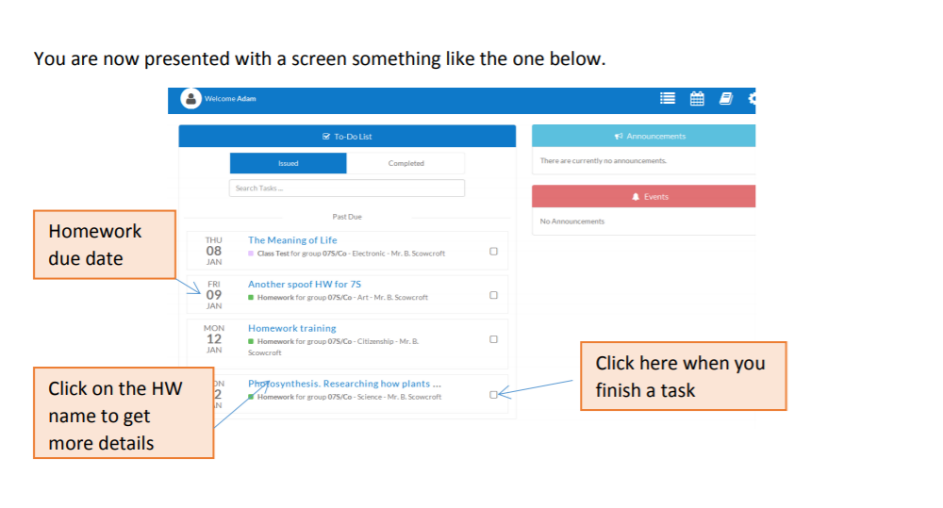 You are now presented with a screen something like the one below.
Welcome Adam
To-Do List
Announcements
Issued
Completed
There are currently no announcements.
Search Tasks ...
Events
Past Due
No Announcements
Homework
due date
THU
08
JAN
The Meaning of Life
Class Test for group 07S/Co - Electronic - Mr. B. Scowcroft
FRI
09
JAN
Another spoof HW for 7S
Homework for group 07S/Co - Art - Mr. B. Scowcroft
MON
12
JAN
Homework training
Homework for group 07S/Co - Citizenship - Mr. B.
Scowcroft
Click here when you
finish a task
Click on the HW
name to get
more details
ON
2
AN
Photosynthesis. Researching how plants ...
Homework for group 07S/Co - Science - Mr. B. Scowcroft